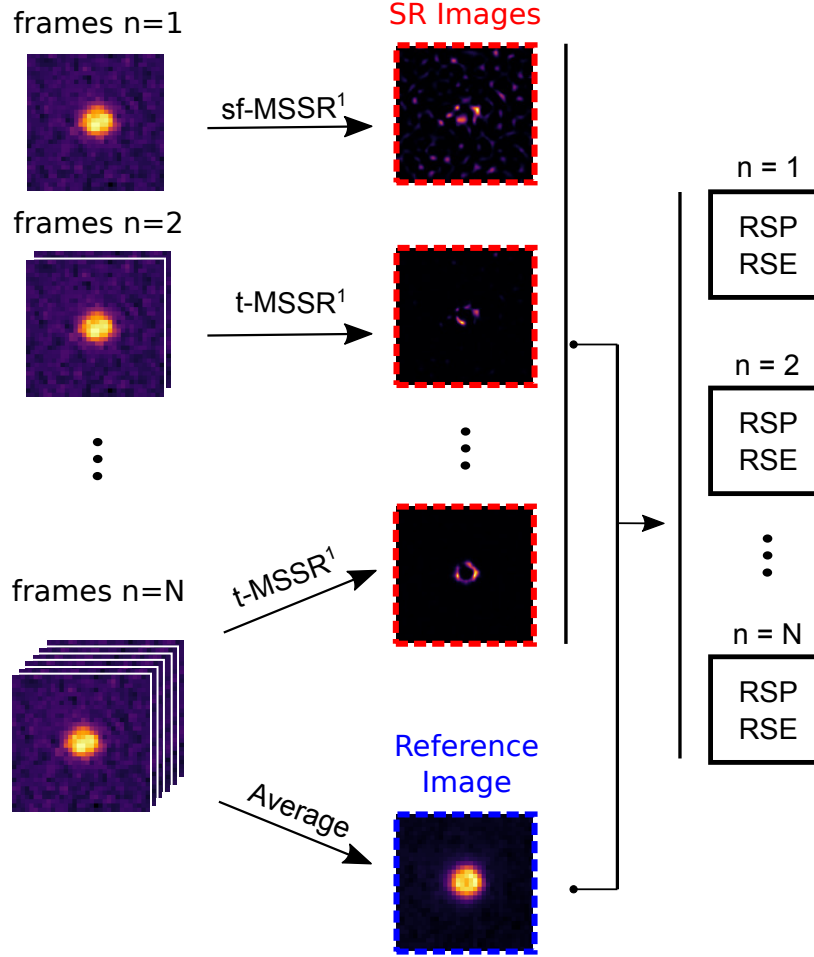 frames n=1
SR Images
sf-MSSR¹
n = 1
RSP
RSE
frames n=2
t-MSSR¹
n = 2
RSP
RSE
frames n=N
t-MSSR¹
n = N
RSP
RSE
Reference
Image
Average